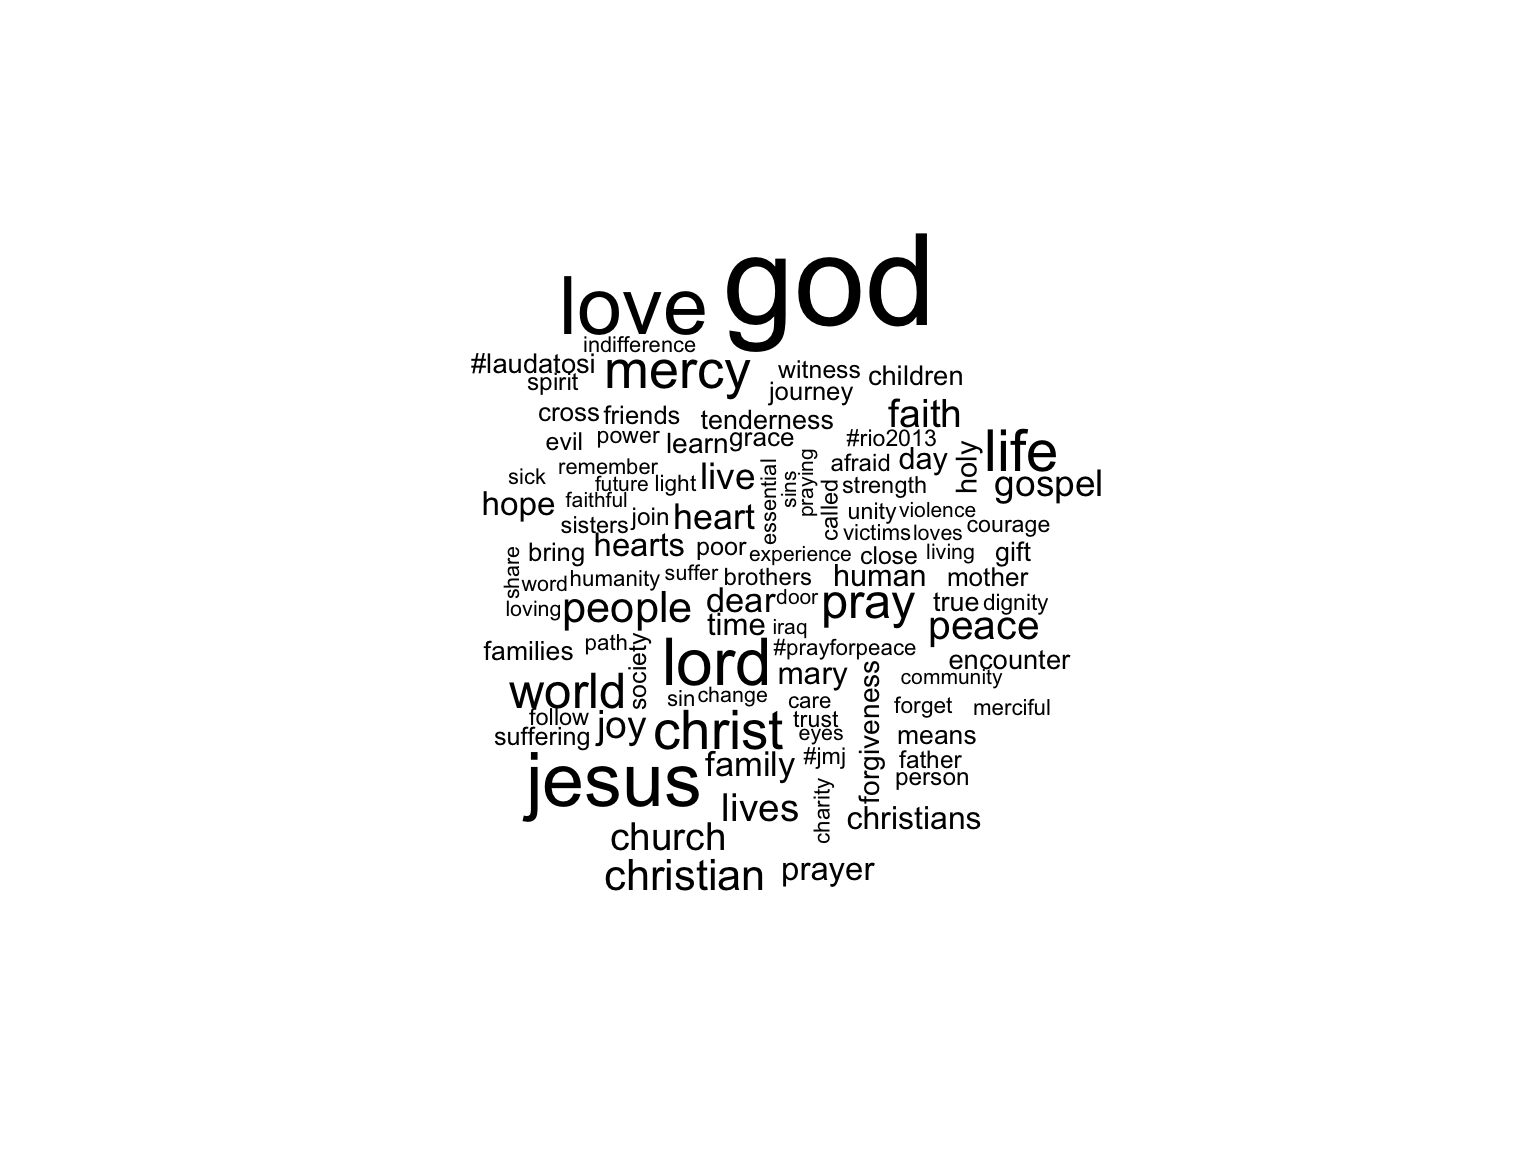 god
love
indifference
#laudatosi
mercy
witness
children
spirit
journey
cross
friends
tenderness
faith
evil
power
learn
grace
#rio2013
life
sick
remember
future
light
live
essential
sins
praying
afraid
day
holy
called
strength
gospel
hope
faithful
sisters
join
heart
unity
violence
victims
loves
courage
share
bring
hearts
poor
experience
close
living
gift
word
humanity
suffer
brothers
human
mother
loving
people
dear
door
pray
true
dignity
time
iraq
peace
families
path
society
lord
#prayforpeace
mary
encounter
community
world
sin
change
care
forgiveness
forget
merciful
follow
suffering
joy
christ
trust
eyes
means
jesus
family
#jmj
father
person
lives
charity
christians
church
christian
prayer